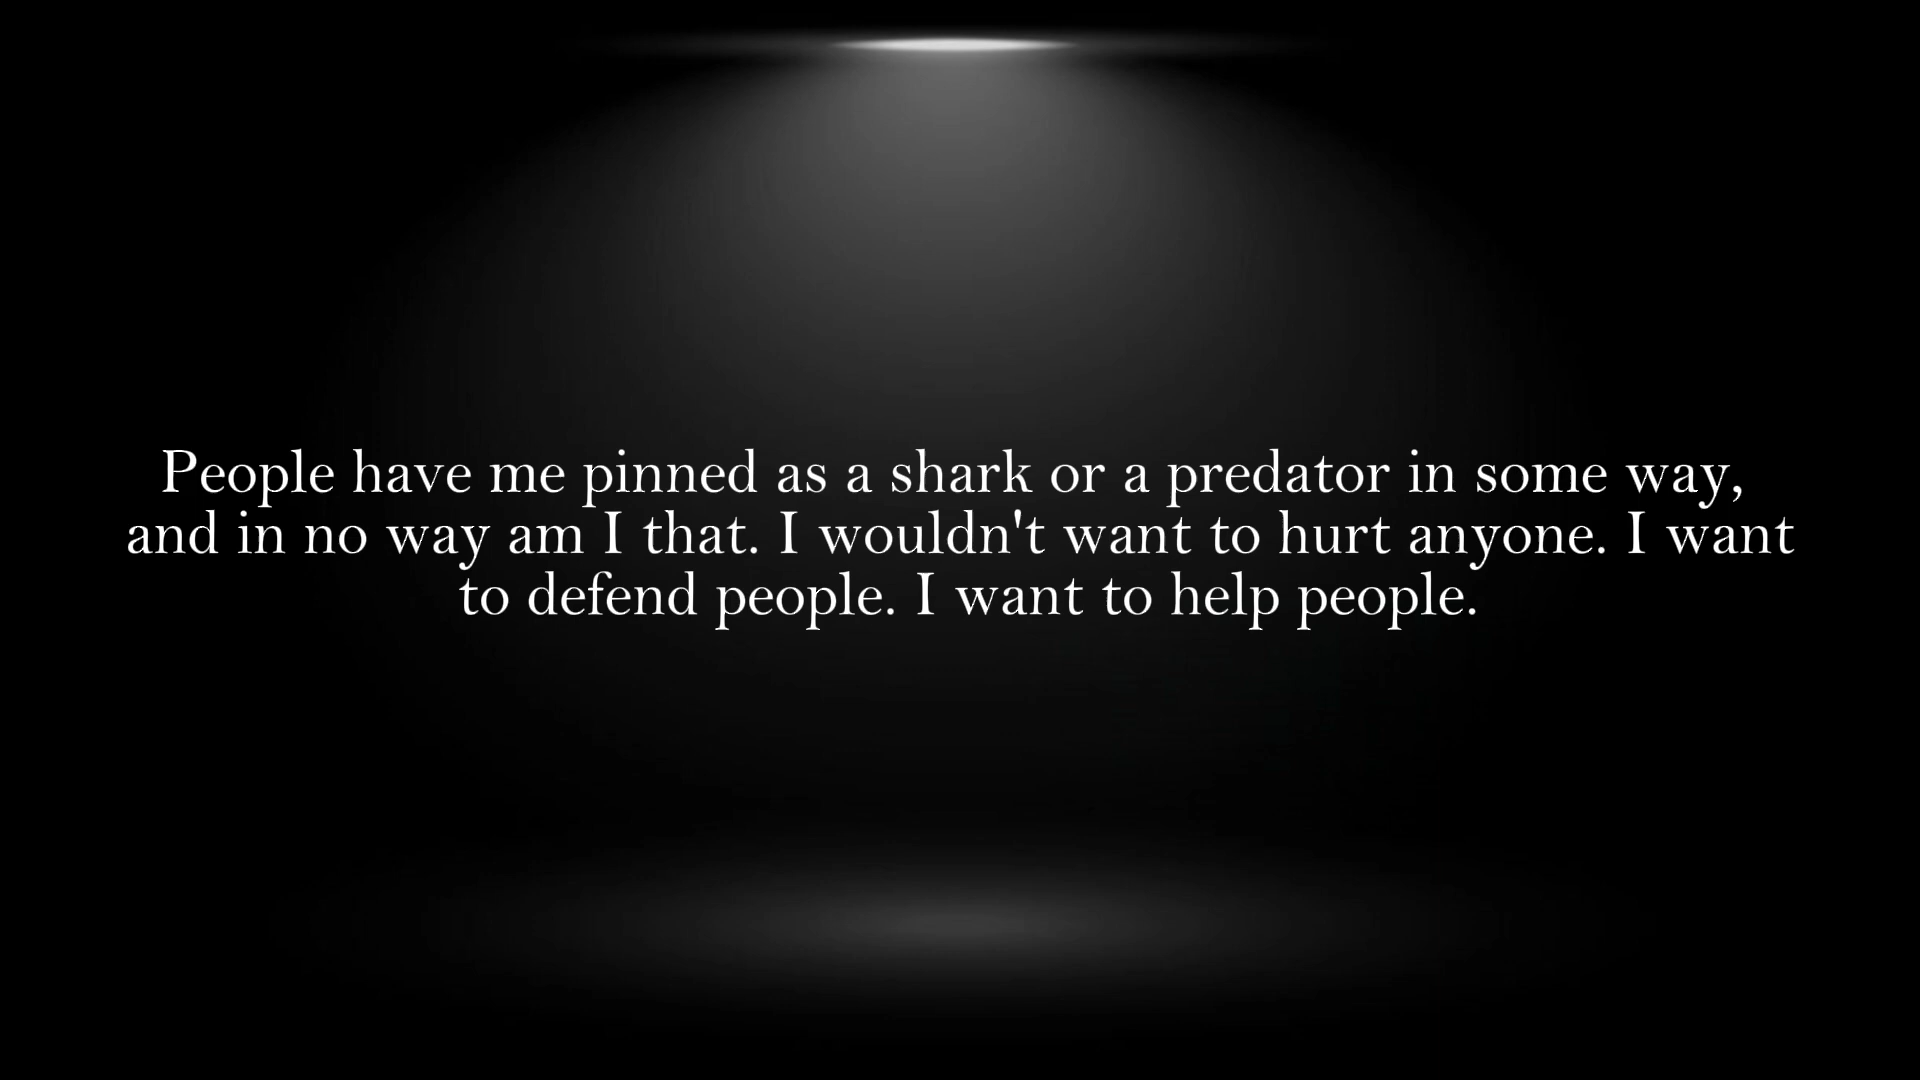 People have me pinned as a shark or a predator in some way,
and in no way am I that. I wouldn't want to hurt anyone. I want
to defend people. I want to help people.